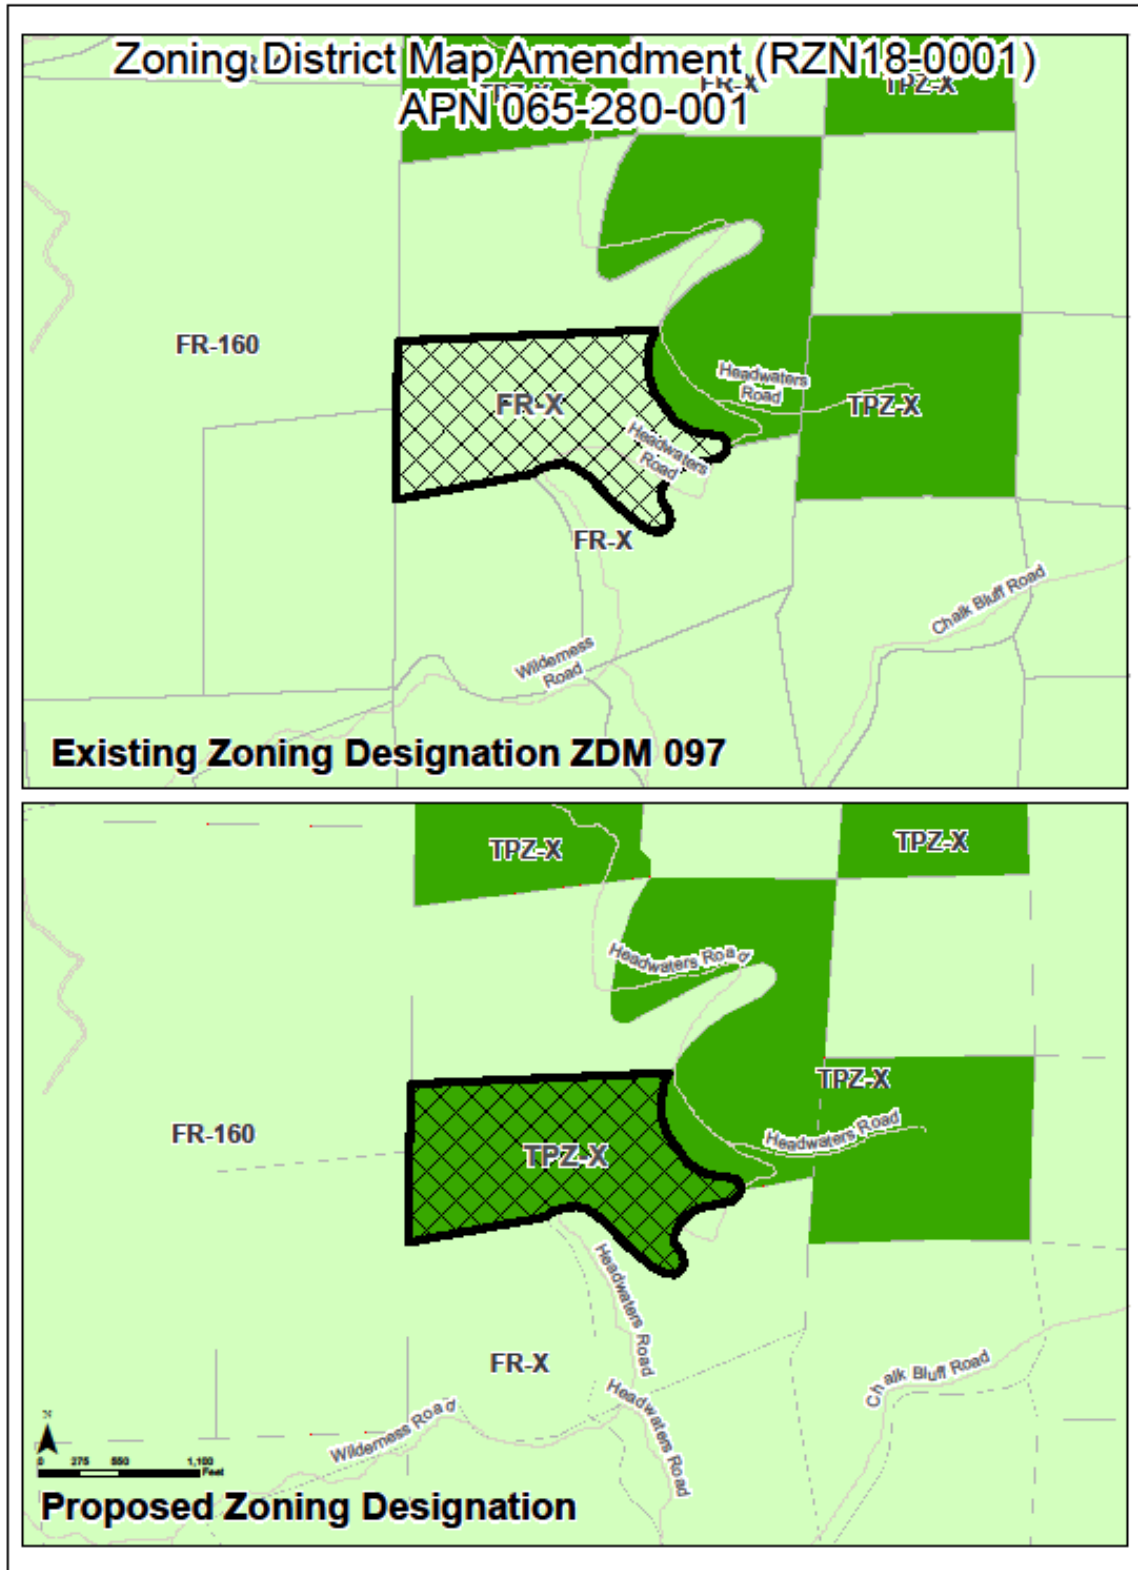 Zoning District Map Amendment (RZN18-0001)
APN 065-280-001
TPZ-X
FR-X
TPZ-X
FR-160
FR-X
Headwaters
Road
TPZ-X
Headwaters
Road
FR-X
Chalk Bluff Road
Wilderness
Road
Existing Zoning Designation ZDM 097
TPZ-X
TPZ-X
Headwaters Road
TPZ-X
FR-160
Headwaters Road
TPZ-X
Headwaters Road
FR-X
Chalk Bluff Road
Headwaters Road
Wilderness Road
N
0 275 550 1,100
Feet
Proposed Zoning Designation